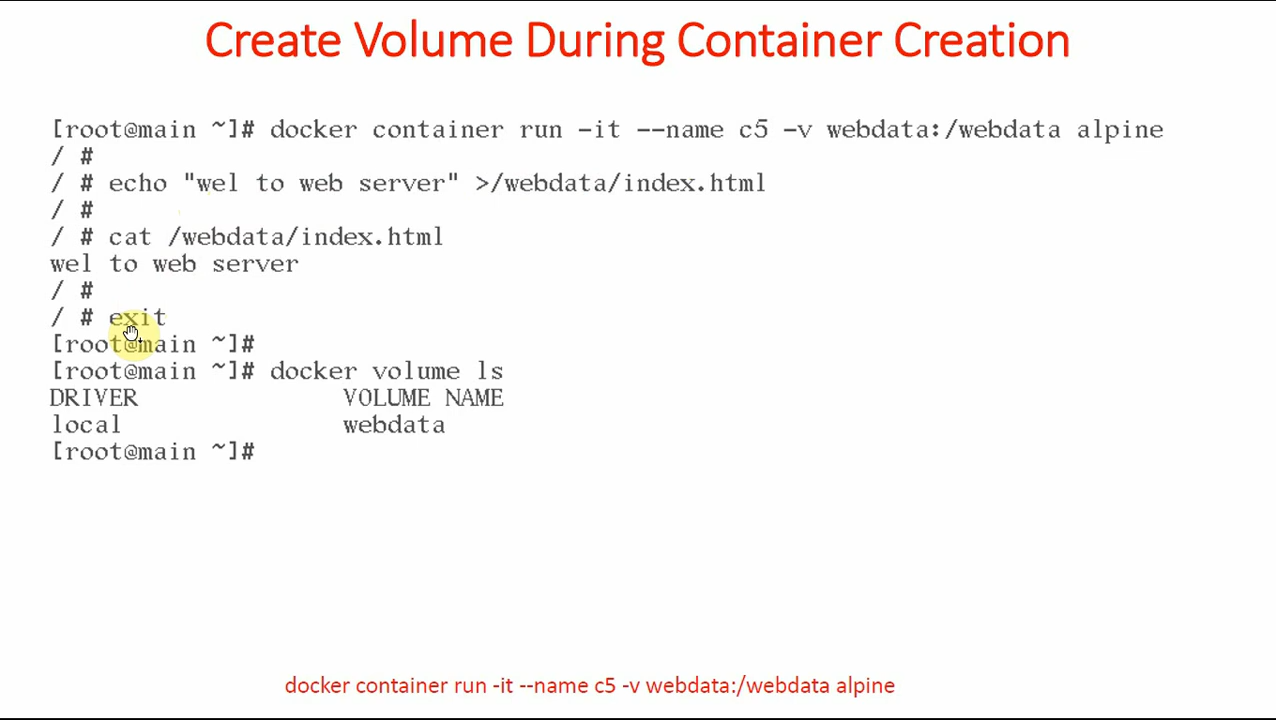 Create Volume During Container Creation
[root@main ~]# docker container run -it --name c5 -v webdata:/webdata alpine
/ #
/ # echo "wel to web server" >/webdata/index.html
/ #
/ # cat /webdata/index.html
wel to web server
/ #
/ # exit
[root@main ~]#
[root@main ~]# docker volume ls
DRIVER VOLUME NAME
local webdata
[root@main ~]#
docker container run -it --name c5 -v webdata:/webdata alpine